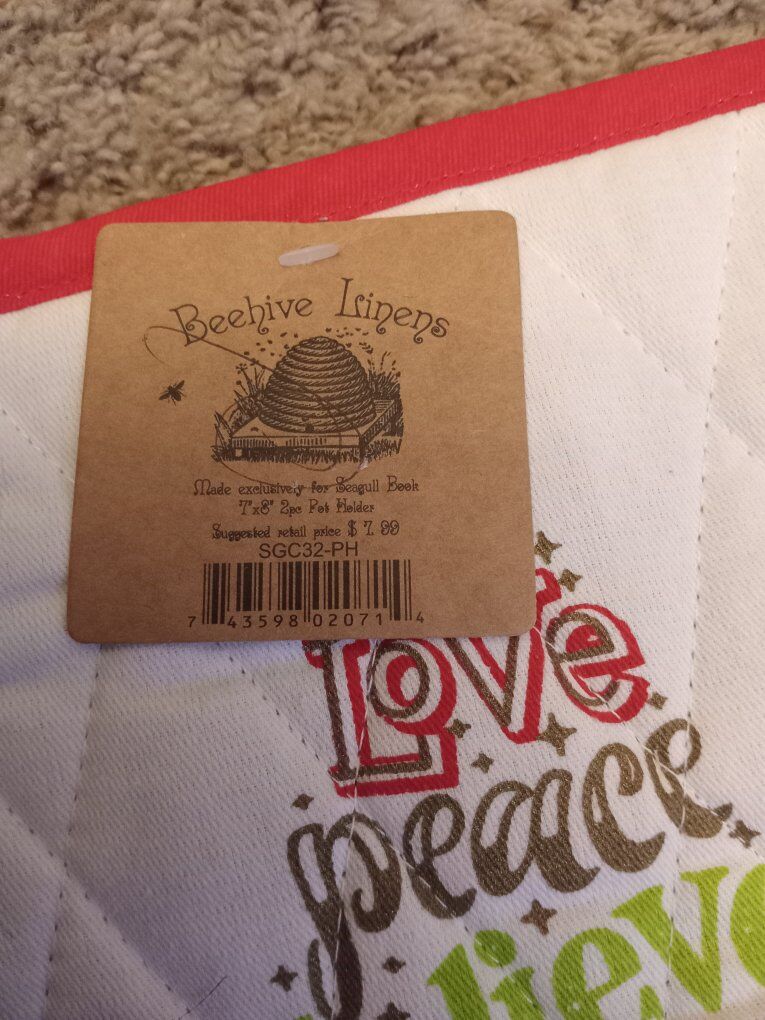 Beehive Linens
Made exclusively for Seagull Book
7"x8" 2pc Pot Holder
Suggested retail price $ 7.99
SGC32-PH
7 43598 02071 4
Love
peace
lieve